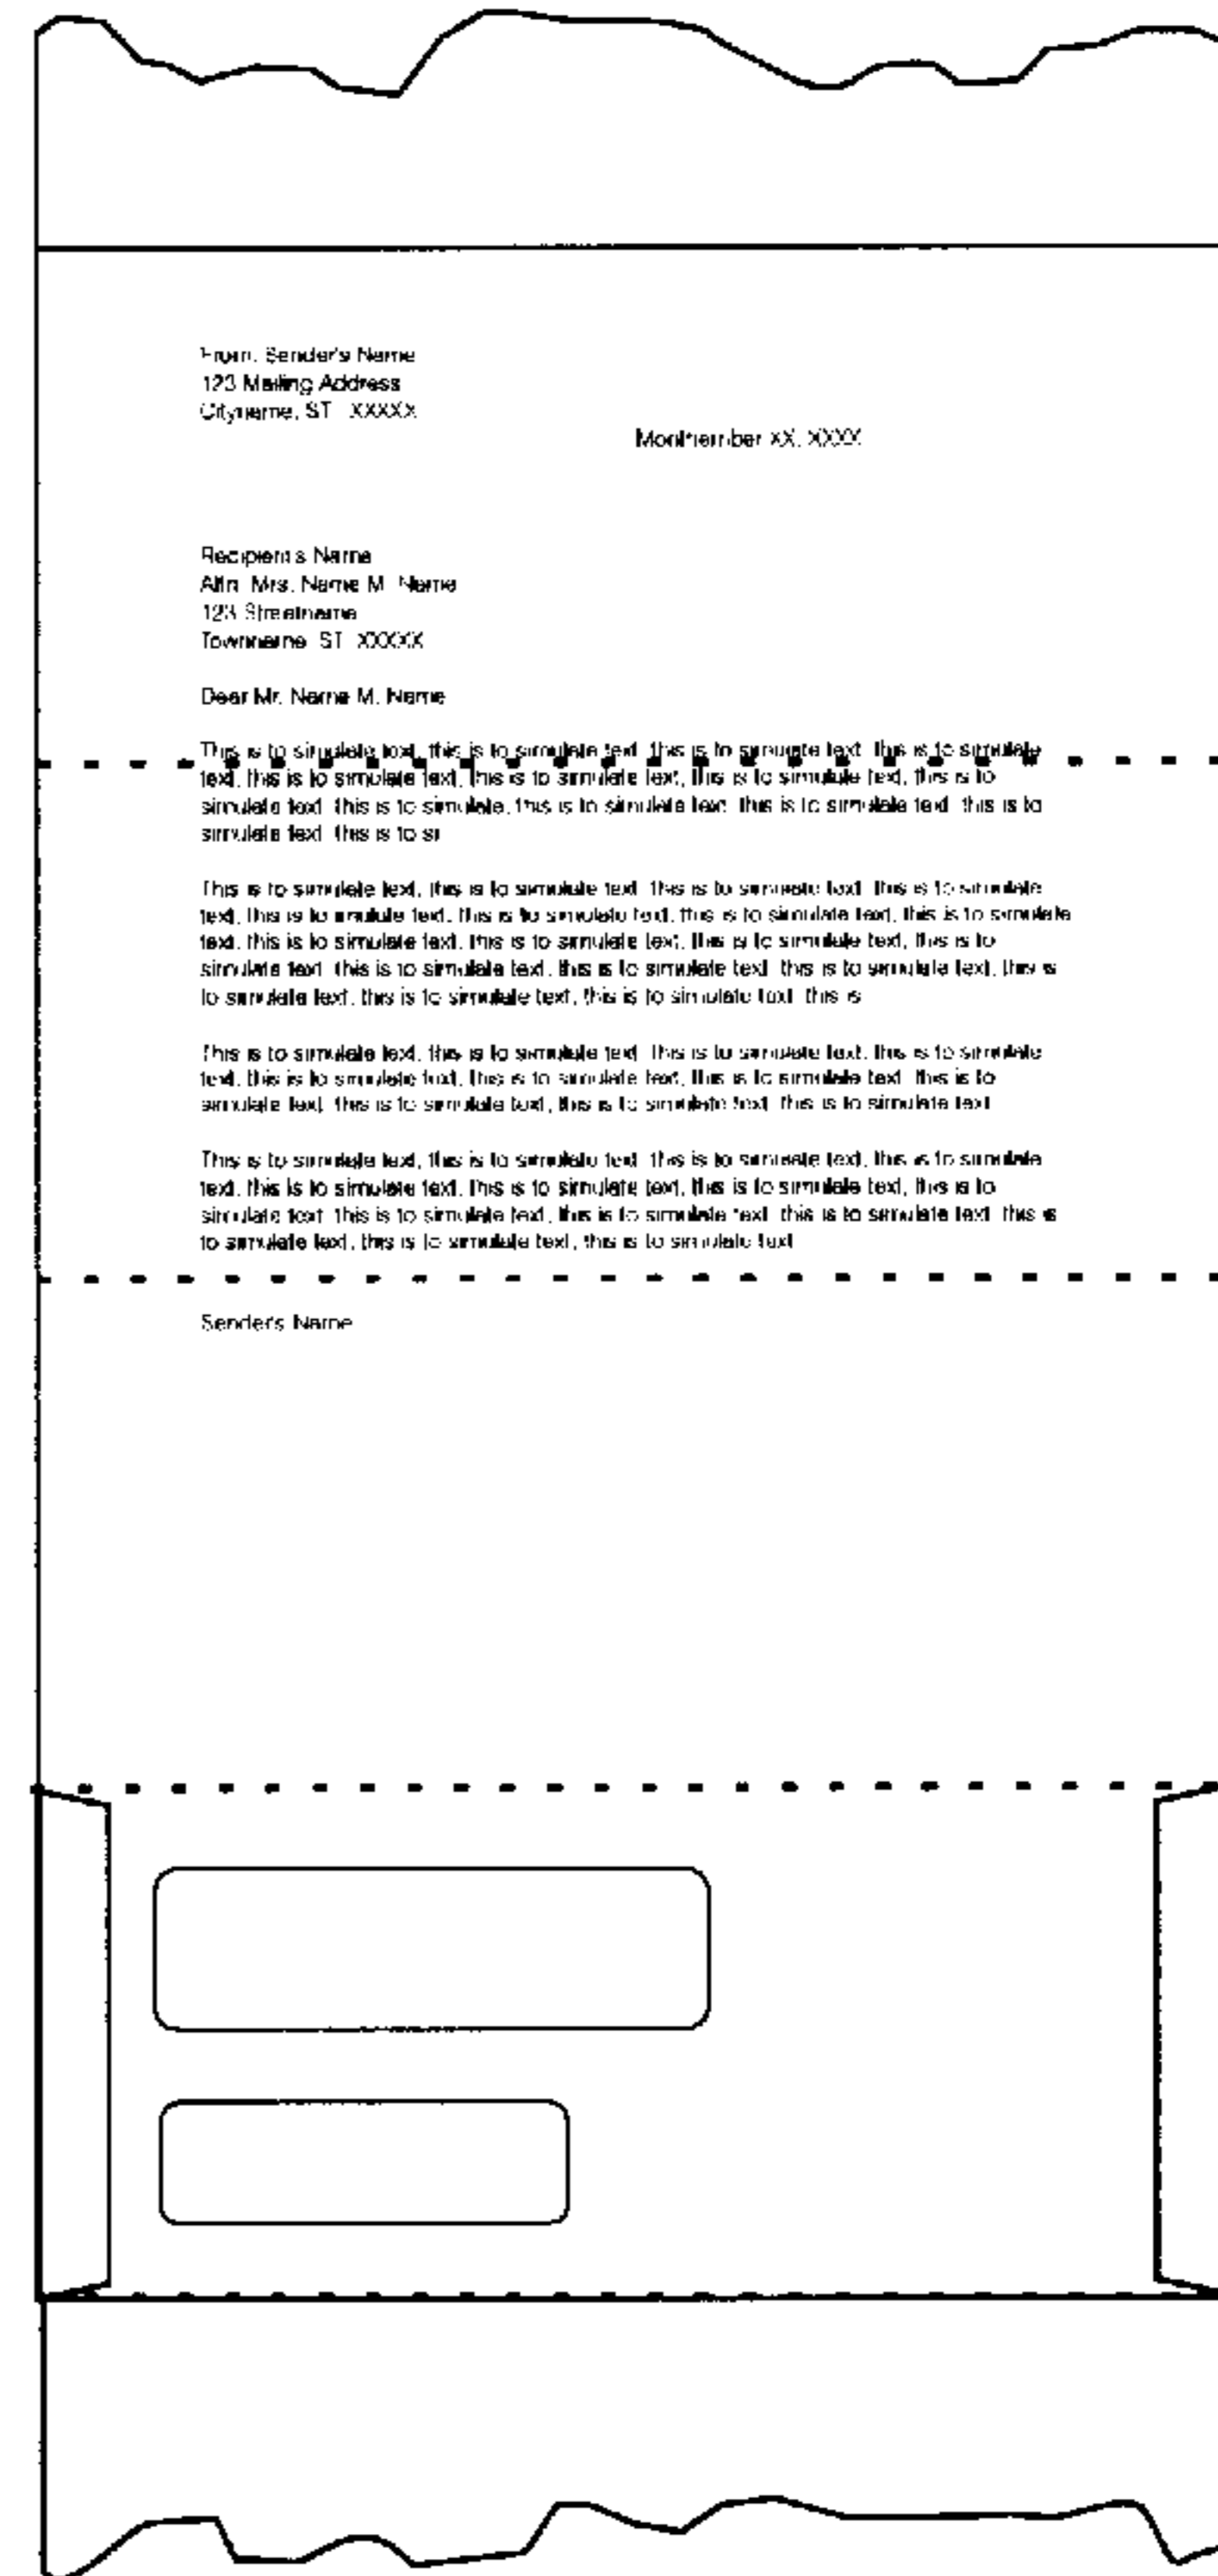 From: Sender's Name
123 Mailing Address
Cityname, ST XXXXX
Monthember XX, XXXX
Recipient's Name
Attn: Mrs. Name M. Name
123 Streetname
Townname, ST XXXXX
Dear Mr. Name M. Name
This is to simulate text, this is to simulate text, this is to simulate text, this is to simulate
text, this is to simulate text, this is to simulate text, this is to simulate text, this is to
simulate text, this is to simulate, this is to simulate text, this is to simulate text, this is to
simulate text, this is to si
This is to simulate text, this is to simulate text, this is to simulate text, this is to simulate
text, this is to simulate text, this is to simulate text, this is to simulate text, this is to simulate
text, this is to simulate text, this is to simulate text, this is to simulate text, this is to
simulate text, this is to simulate text, this is to simulate text, this is to simulate text, this is
to simulate text, this is to simulate text, this is to simulate text, this is
This is to simulate text, this is to simulate text, this is to simulate text, this is to simulate
text, this is to simulate text, this is to simulate text, this is to simulate text, this is to
simulate text, this is to simulate text, this is to simulate text, this is to simulate text
This is to simulate text, this is to simulate text, this is to simulate text, this is to simulate
text, this is to simulate text, this is to simulate text, this is to simulate text, this is to
simulate text, this is to simulate text, this is to simulate text, this is to simulate text, this is
to simulate text, this is to simulate text, this is to simulate text
Sender's Name